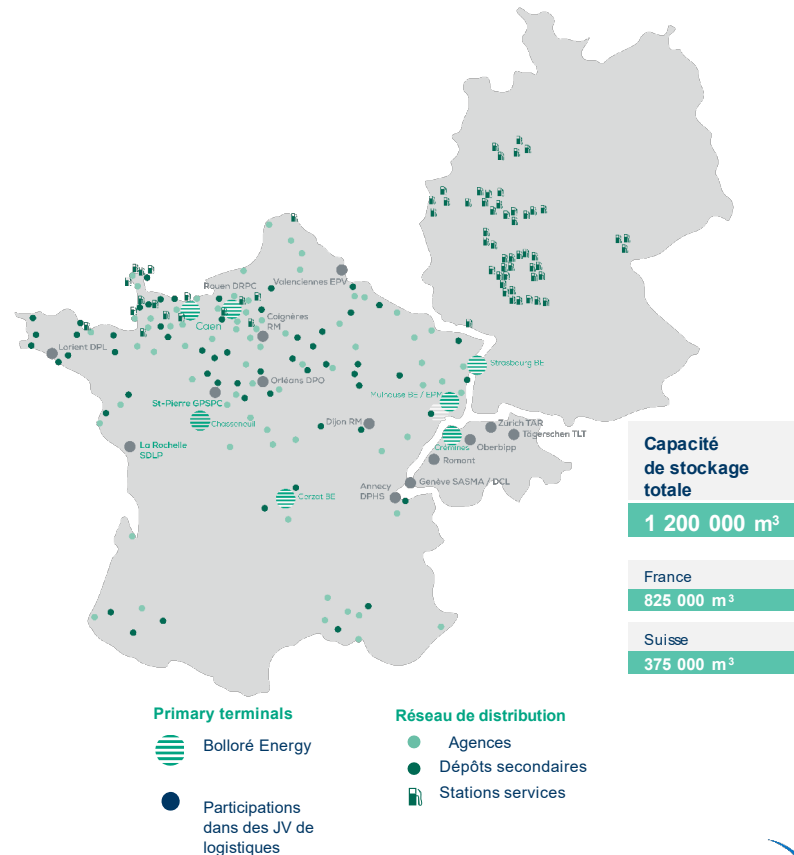 Rouen DRPC
Valenciennes EPV
Caen
Coignères
RM
Lorient DPL
Orléans DPO
St-Pierre GPSPC
Chasseneuil
La Rochelle
SDLP
Dijon RM
Strasbourg BE
Mulhouse BE / EPM
Crémines
Zürich TAR
Tägerschen TLT
Oberbipp
Romont
Genève SASMA / DCL
Annecy
DPHS
Cerzat BE
Capacité
de stockage
totale
1 200 000 m³
France
825 000 m³
Suisse
375 000 m³
Primary terminals
Bolloré Energy
Participations
dans des JV de
logistiques
Réseau de distribution
Agences
Dépôts secondaires
Stations services